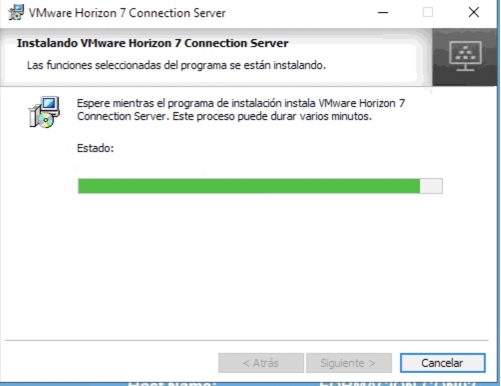 VMware Horizon 7 Connection Server
Instalando VMware Horizon 7 Connection Server
Las funciones seleccionadas del programa se están instalando.
Espere mientras el programa de instalación instala VMware Horizon 7
Connection Server. Este proceso puede durar varios minutos.
Estado:
< Atrás Siguiente > Cancelar
Host Name: